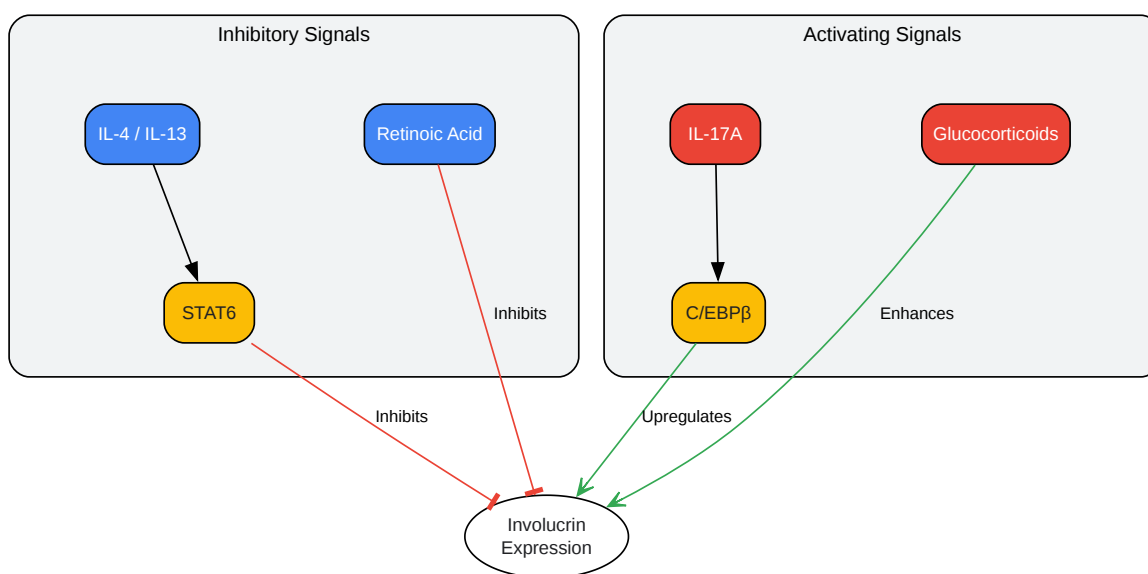 Inhibitory Signals
Activating Signals
IL-4 / IL-13
Retinoic Acid
IL-17A
Glucocorticoids
STAT6
Inhibits
C/EBPβ
Enhances
Inhibits
Upregulates
Involucrin
Expression